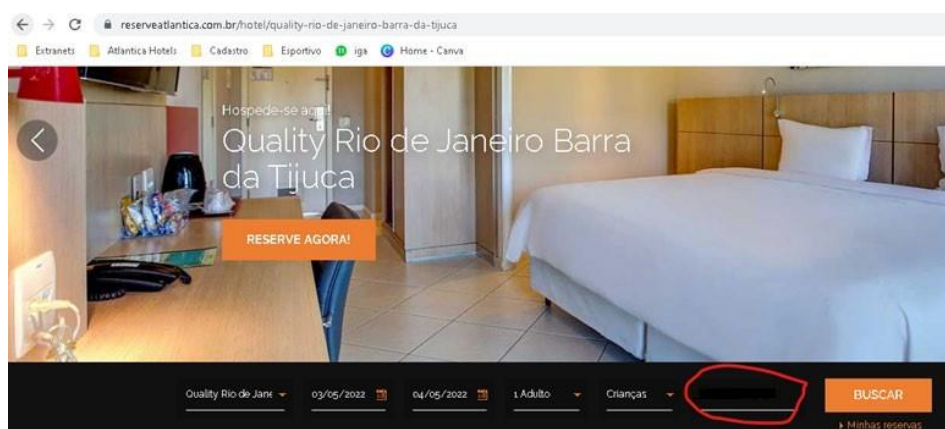 reserveatlantica.com.br/hotel/quality-rio-de-janeiro-barra-da-tijuca
Extranets Atlantica Hotels Cadastro Esportivo iga Home - Canva
Hospede-se aqui!
Quality Rio de Janeiro Barra
da Tijuca
RESERVE AGORA!
Quality Rio de Jane 03/05/2022 04/05/2022 1 Adulto Crianças BUSCAR
Minhas reservas